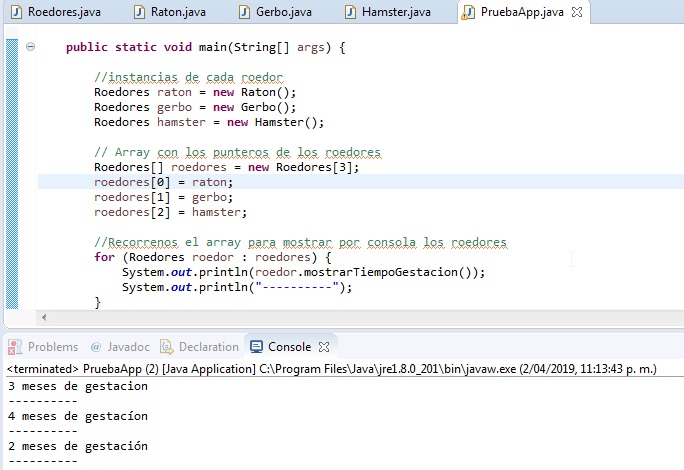 Roedores.java Raton.java Gerbo.java Hamster.java PruebaApp.java
public static void main(String[] args) {
//instancias de cada roedor
Roedores raton = new Raton();
Roedores gerbo = new Gerbo();
Roedores hamster = new Hamster();
// Array con los punteros de los roedores
Roedores[] roedores = new Roedores[3];
roedores[0] = raton;
roedores[1] = gerbo;
roedores[2] = hamster;
//Recorrenos el array para mostrar por consola los roedores
for (Roedores roedor : roedores) {
System.out.println(roedor.mostrarTiempoGestacion());
System.out.println("----------");
}
Problems @ Javadoc Declaration Console
<terminated> PruebaApp (2) [Java Application] C:\Program Files\Java\jre1.8.0_201\bin\javaw.exe (2/04/2019, 11:13:43 p. m.)
3 meses de gestacion
----------
4 meses de gestacíon
----------
2 meses de gestación
----------